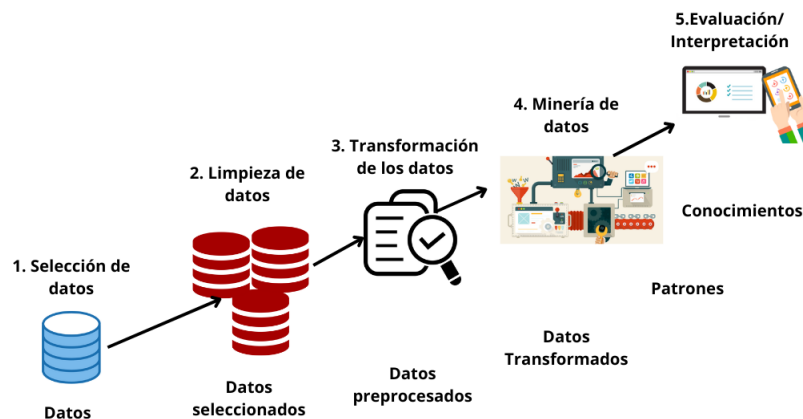 5.Evaluación/
Interpretación
4. Minería de
datos
3. Transformación
de los datos
2. Limpieza de
datos
1. Selección de
datos
Conocimientos
Patrones
Datos
Transformados
Datos
preprocesados
Datos
seleccionados
Datos